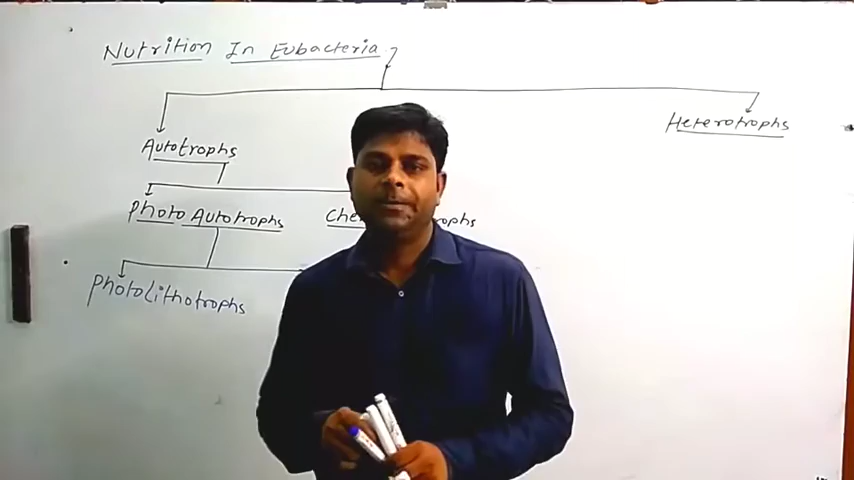 Nutrition In Eubacteria
Autotrophs
Heterotrophs
Photo Autotrophs
Photolithotrophs